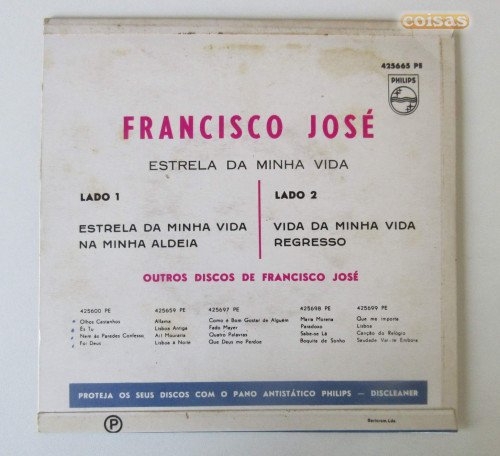 coisas
425665 PE
PHILIPS
FRANCISCO JOSÉ
ESTRELA DA MINHA VIDA
LADO 1
ESTRELA DA MINHA VIDA
NA MINHA ALDEIA
LADO 2
VIDA DA MINHA VIDA
REGRESSO
OUTROS DISCOS DE FRANCISCO JOSÉ
425600 PE
Olhos Castanhos
És Tu
Nem às Paredes Confesso
Foi Deus
425659 PE
Alfama
Lisboa Antiga
Ai! Mouraria
Lisboa à Noite
425697 PE
Como é Bom Gostar de Alguém
Fado Mayer
Quatro Palavras
Que Deus me Perdoe
425698 PE
Maria Morena
Paradoxo
Sabe-se Lá
Boquita de Sonho
425699 PE
Que me importa
Lisboa
Canção do Relógio
Saudade Vai-te Embora
PROTEJA OS SEUS DISCOS COM O PANO ANTISTÁTICO PHILIPS — DISCLEANER
P